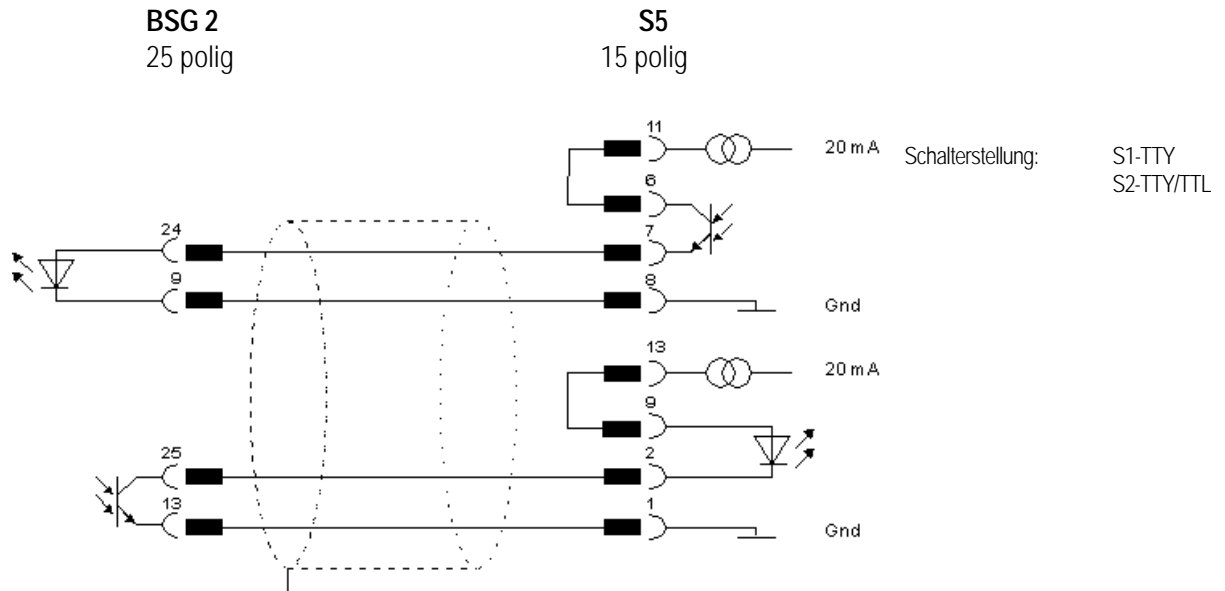 BSG 2 S5
25 polig 15 polig
11
20 mA Schalterstellung: S1-TTY
6 S2-TTY/TTL
24 7
9 8
Gnd
13
20 mA
9
25 2
13 1
Gnd